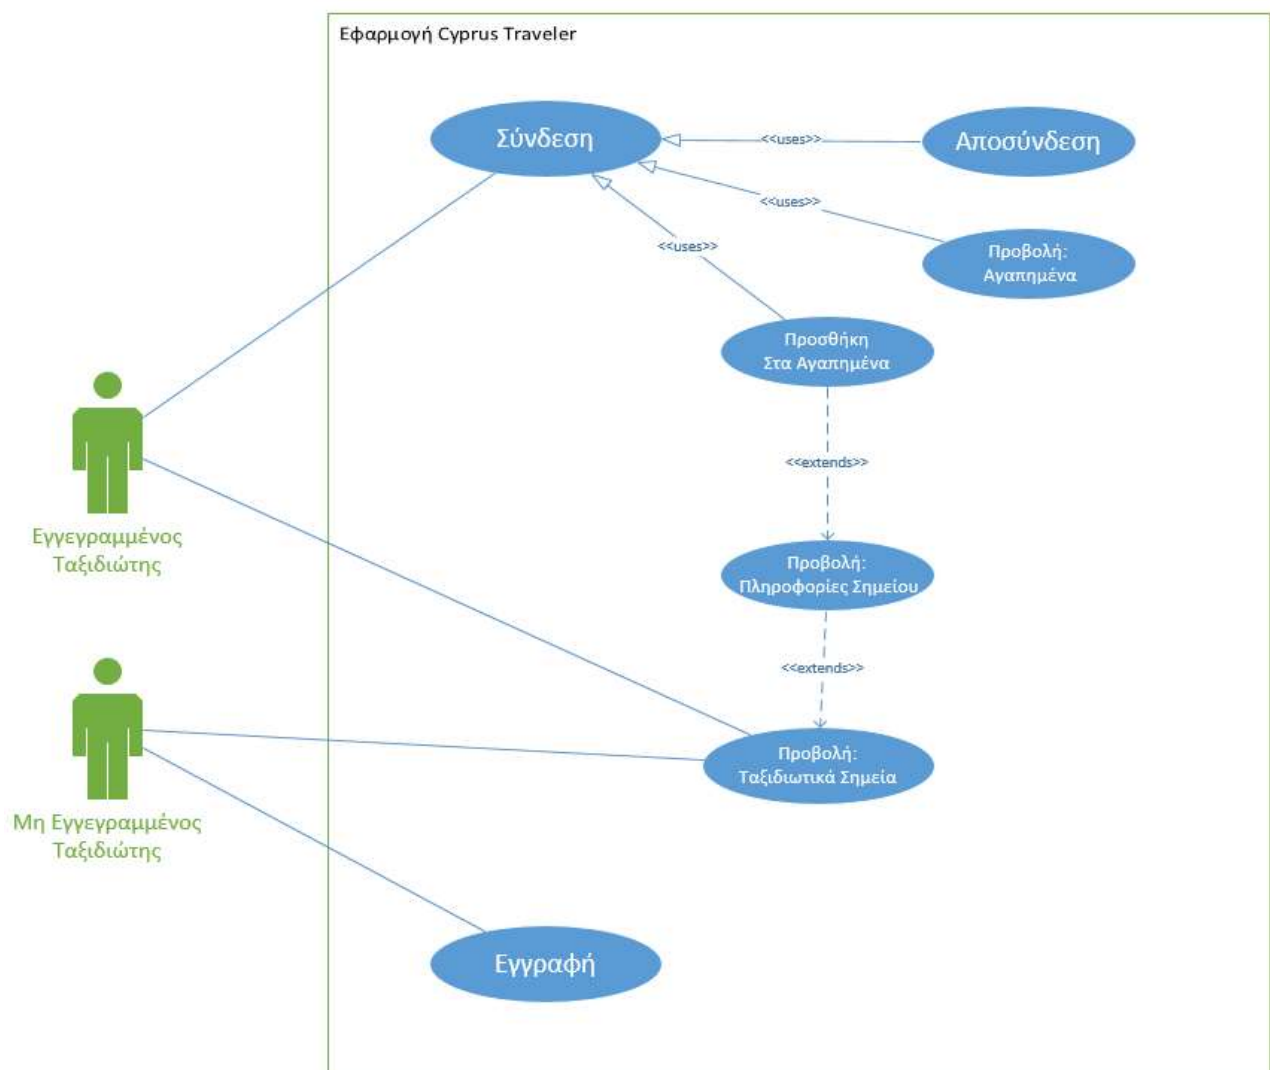 Εφαρμογή Cyprus Traveler
Σύνδεση
<<uses>>
Αποσύνδεση
<<uses>>
<<uses>>
Προβολή:
Αγαπημένα
Προσθήκη
Στα Αγαπημένα
<<extends>>
Εγγεγραμμένος
Ταξιδιώτης
Προβολή:
Πληροφορίες Σημείου
<<extends>>
Προβολή:
Ταξιδιωτικά Σημεία
Μη Εγγεγραμμένος
Ταξιδιώτης
Εγγραφή